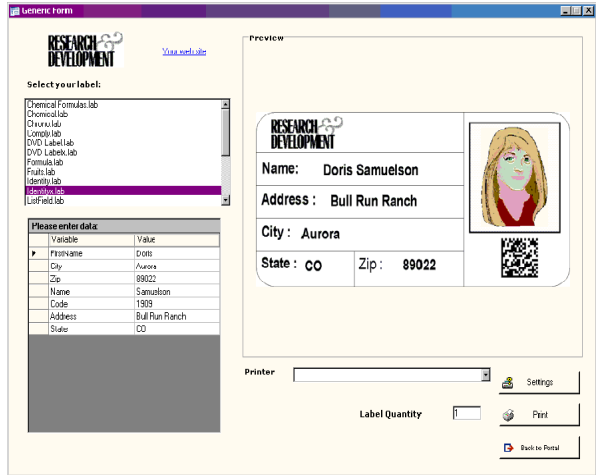 Generic Form
RESEARCH &
DEVELOPMENT
Your web site
Select your label:
Chemical Formulas.lab
Chemical.lab
Chrono.lab
Comply.lab
DVD Label.lab
DVD Labelx.lab
Formula.lab
Fruits.lab
Identity.lab
Identityx.lab
ListField.lab
Please enter data:
Variable Value
FirstName Doris
City Aurora
Zip 89022
Name Samuelson
Code 1909
Address Bull Run Ranch
State CO
Preview
RESEARCH &
DEVELOPMENT
Name: Doris Samuelson
Address : Bull Run Ranch
City : Aurora
State : CO Zip : 89022
Printer
Settings
Label Quantity 1 Print
Back to Portal